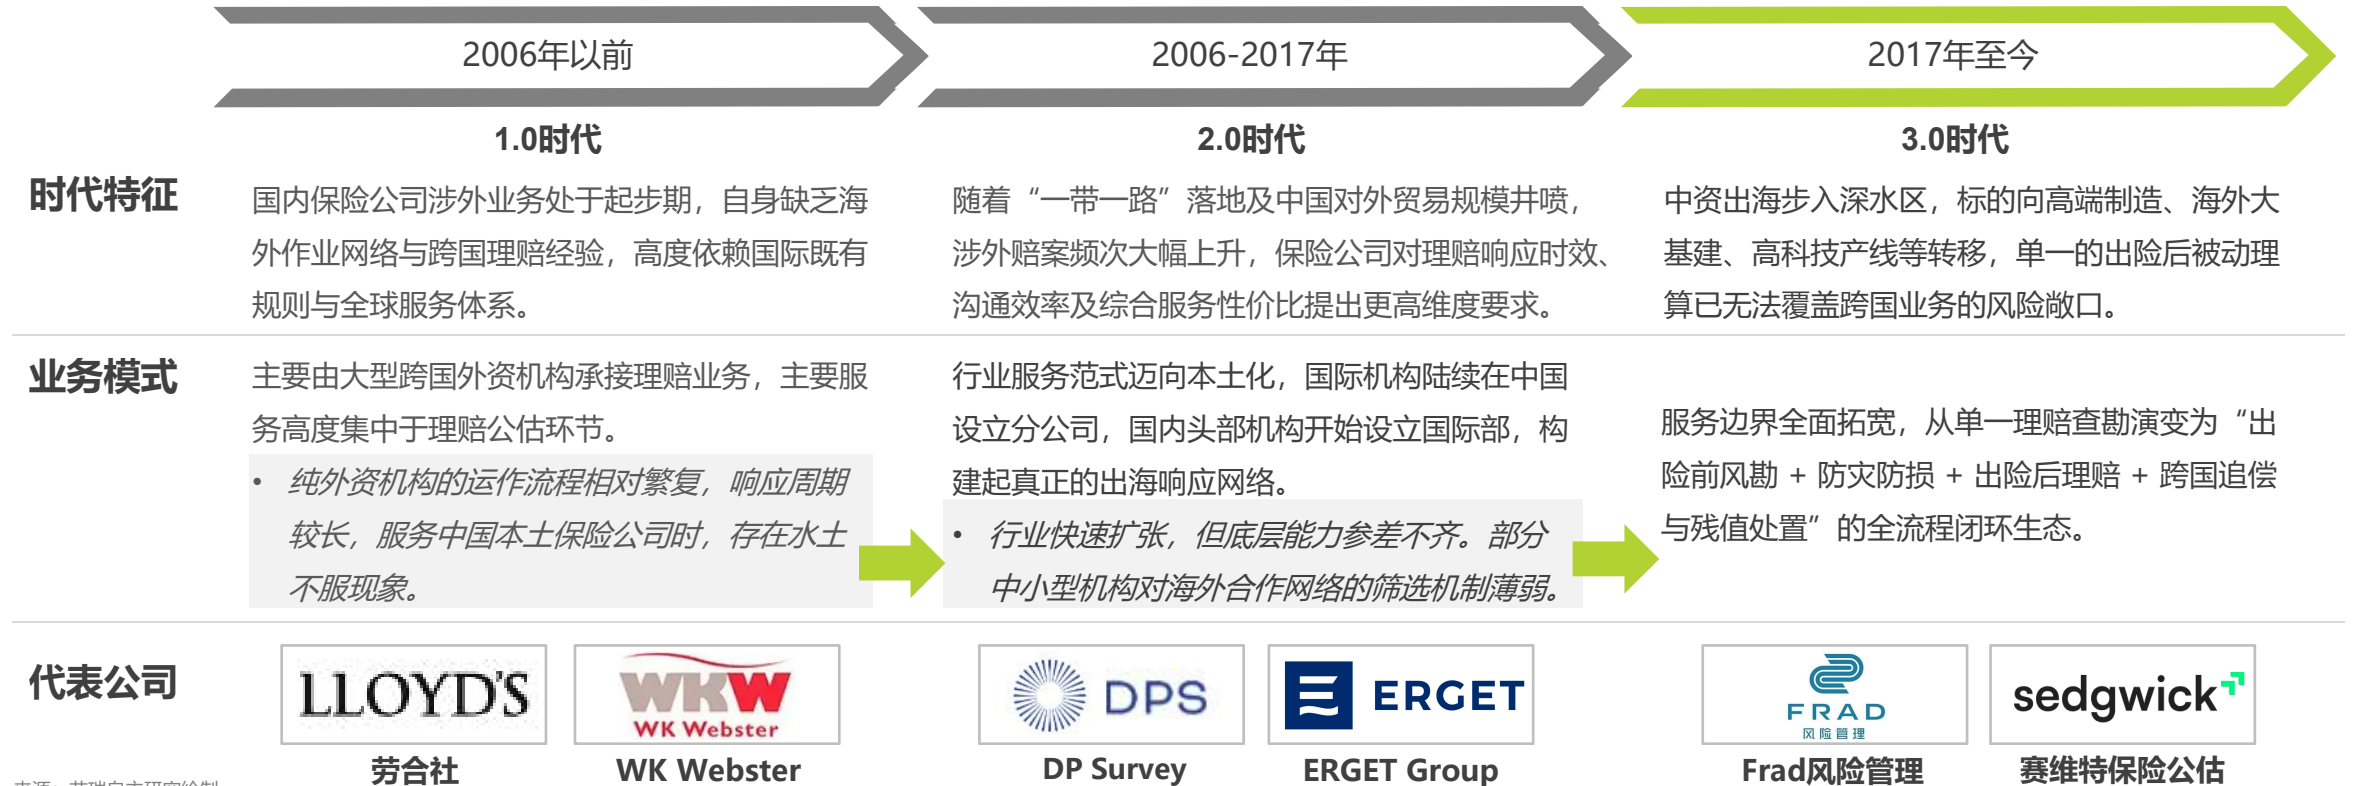 2006年以前
2006-2017年
2017年至今
1.0时代
2.0时代
3.0时代
时代特征
国内保险公司涉外业务处于起步期，自身缺乏海
外作业网络与跨国理赔经验，高度依赖国际既有
规则与全球服务体系。
随着“一带一路”落地及中国对外贸易规模井喷，
涉外赔案频次大幅上升，保险公司对理赔响应时效、
沟通效率及综合服务性价比提出更高维度要求。
中资出海步入深水区，标的向高端制造、海外大
基建、高科技产线等转移，单一的出险后被动理
算已无法覆盖跨国业务的风险敞口。
业务模式
主要由大型跨国外资机构承接理赔业务，主要服
务高度集中于理赔公估环节。
• 纯外资机构的运作流程相对繁复，响应周期
较长，服务中国本土保险公司时，存在水土
不服现象。
行业服务范式迈向本土化，国际机构陆续在中国
设立分公司，国内头部机构开始设立国际部，构
建起真正的出海响应网络。
• 行业快速扩张，但底层能力参差不齐。部分
中小型机构对海外合作网络的筛选机制薄弱。
服务边界全面拓宽，从单一理赔查勘演变为“出
险前风勘 + 防灾防损 + 出险后理赔 + 跨国追偿
与残值处置”的全流程闭环生态。
代表公司
LLOYD'S
WKW
WK Webster
DPS
ERGET
FRAD
风险管理
sedgwick
劳合社
WK Webster
DP Survey
ERGET Group
Frad风险管理
赛维特保险公估